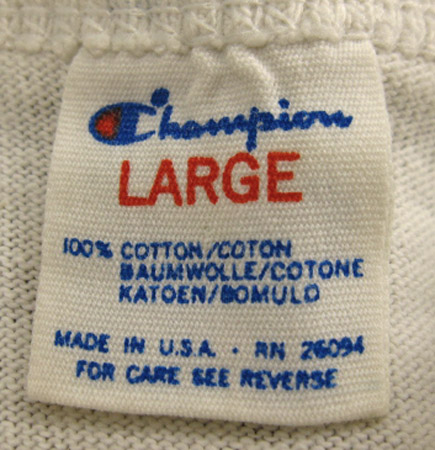 Champion
LARGE
100% COTTON/COTON
BAUMWOLLE/COTONE
KATOEN/BOMULD
MADE IN U.S.A. · RN 26094
FOR CARE SEE REVERSE